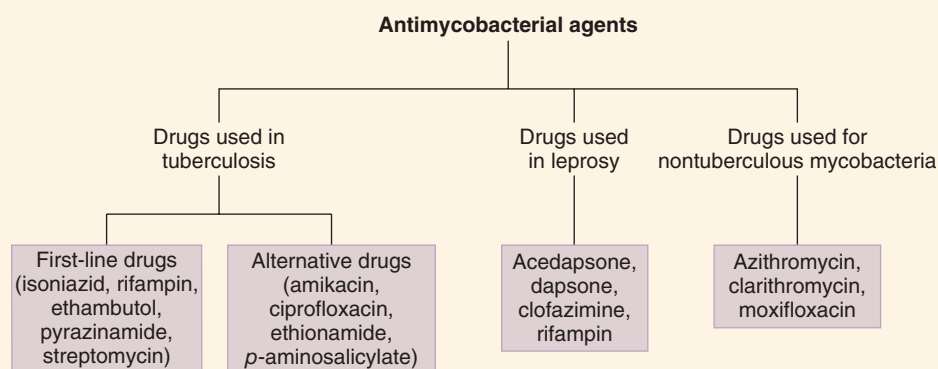 Antimycobacterial agents
Drugs used in
tuberculosis
Drugs used
in leprosy
Drugs used for
nontuberculous mycobacteria
First-line drugs
(isoniazid, rifampin,
ethambutol,
pyrazinamide,
streptomycin)
Alternative drugs
(amikacin,
ciprofloxacin,
ethionamide,
p-aminosalicylate)
Acedapsone,
dapsone,
clofazimine,
rifampin
Azithromycin,
clarithromycin,
moxifloxacin